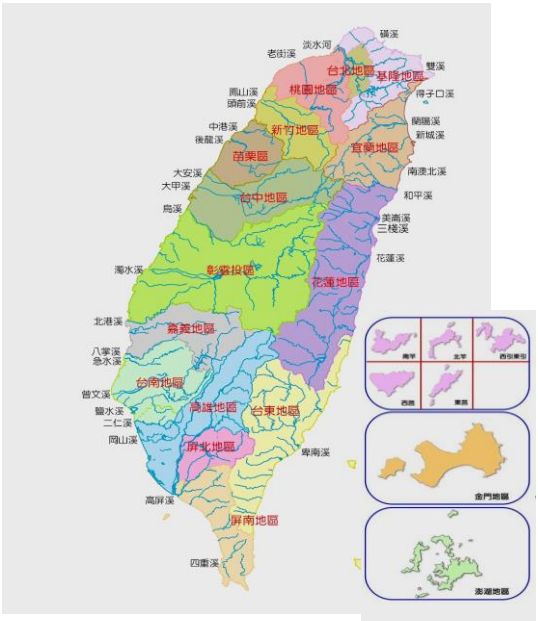 磺溪
淡水河
老街溪
雙溪
台北地區
基隆地區
桃園地區
得子口溪
鳳山溪
頭前溪
蘭陽溪
中港溪
新竹地區
新城溪
後龍溪
宜蘭地區
苗栗區
大安溪
南澳北溪
大甲溪
台中地區
和平溪
烏溪
美崙溪
三棧溪
花蓮溪
濁水溪
彰雲投區
花蓮地區
北港溪
嘉義地區
八掌溪
急水溪
台南地區
曾文溪
高雄地區
台東地區
鹽水溪
二仁溪
岡山溪
屏北地區
卑南溪
高屏溪
屏南地區
四重溪
南竿
北竿
西引東引
西莒
東莒
金門地區
澎湖地區